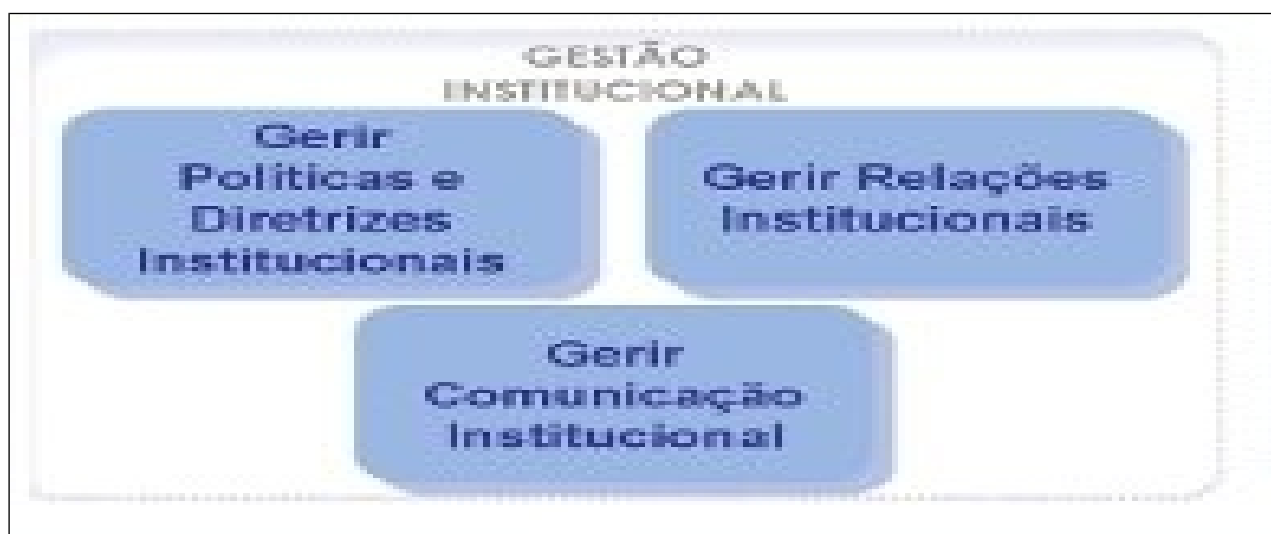 GESTÃO
INSTITUCIONAL
Gerir
Políticas e
Diretrizes
Institucionais
Gerir Relações
Institucionais
Gerir
Comunicação
Institucional